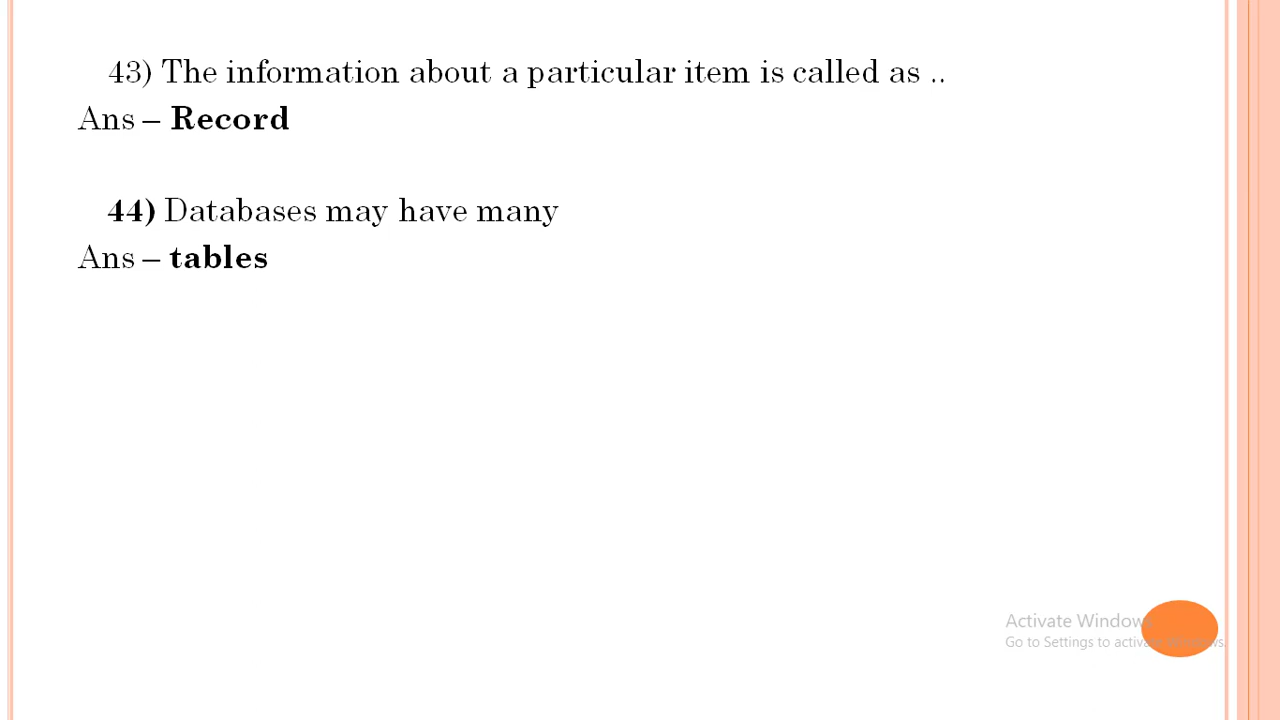 43) The information about a particular item is called as ..
Ans – Record
44) Databases may have many
Ans – tables
Activate Windows
Go to Settings to activate Windows.